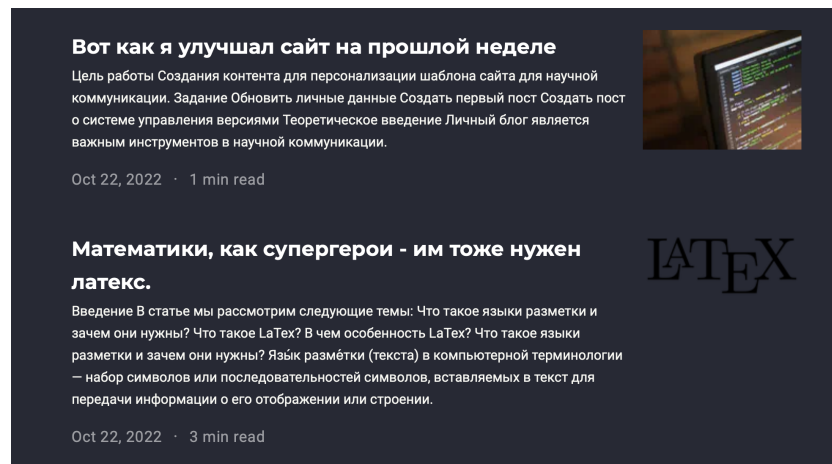 Вот как я улучшал сайт на прошлой неделе
Цель работы Создания контента для персонализации шаблона сайта для научной
коммуникации. Задание Обновить личные данные Создать первый пост Создать пост
о системе управления версиями Теоретическое введение Личный блог является
важным инструментов в научной коммуникации.
Oct 22, 2022 · 1 min read
Математики, как супергерои - им тоже нужен
латекс.
LATEX
Введение В статье мы рассмотрим следующие темы: Что такое языки разметки и
зачем они нужны? Что такое LaTex? В чем особенность LaTex? Что такое языки
разметки и зачем они нужны? Язы́к разме́тки (текста) в компьютерной терминологии
— набор символов или последовательностей символов, вставляемых в текст для
передачи информации о его отображении или строении.
Oct 22, 2022 · 3 min read